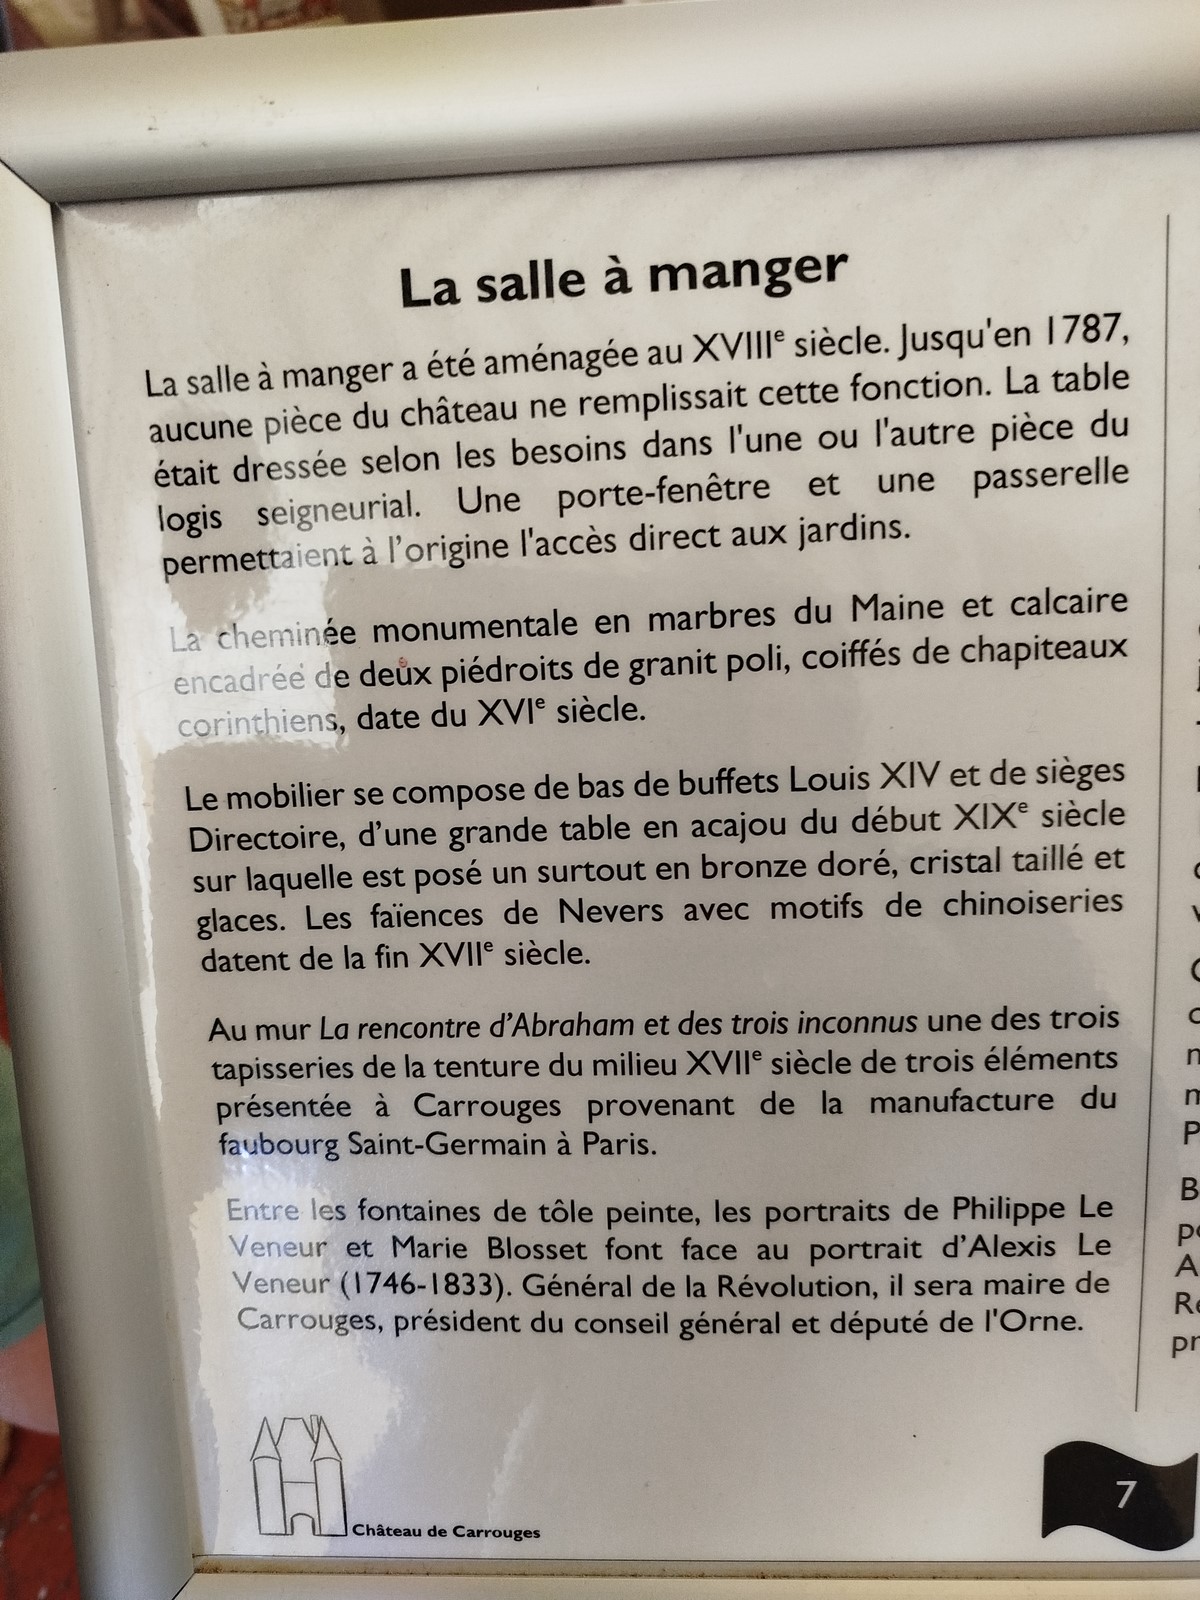 La salle à manger
La salle à manger a été aménagée au XVIIIe siècle. Jusqu'en 1787,
aucune pièce du château ne remplissait cette fonction. La table
était dressée selon les besoins dans l'une ou l'autre pièce du
logis seigneurial. Une porte-fenêtre et une passerelle
permettaient à l’origine l'accès direct aux jardins.
La cheminée monumentale en marbres du Maine et calcaire
encadrée de deux piédroits de granit poli, coiffés de chapiteaux
corinthiens, date du XVIe siècle.
Le mobilier se compose de bas de buffets Louis XIV et de sièges
Directoire, d’une grande table en acajou du début XIXe siècle
sur laquelle est posé un surtout en bronze doré, cristal taillé et
glaces. Les faïences de Nevers avec motifs de chinoiseries
datent de la fin XVIIe siècle.
Au mur La rencontre d’Abraham et des trois inconnus une des trois
tapisseries de la tenture du milieu XVIIe siècle de trois éléments
présentée à Carrouges provenant de la manufacture du
faubourg Saint-Germain à Paris.
Entre les fontaines de tôle peinte, les portraits de Philippe Le
Veneur et Marie Blosset font face au portrait d’Alexis Le
Veneur (1746-1833). Général de la Révolution, il sera maire de
Carrouges, président du conseil général et député de l'Orne.
Château de Carrouges
7